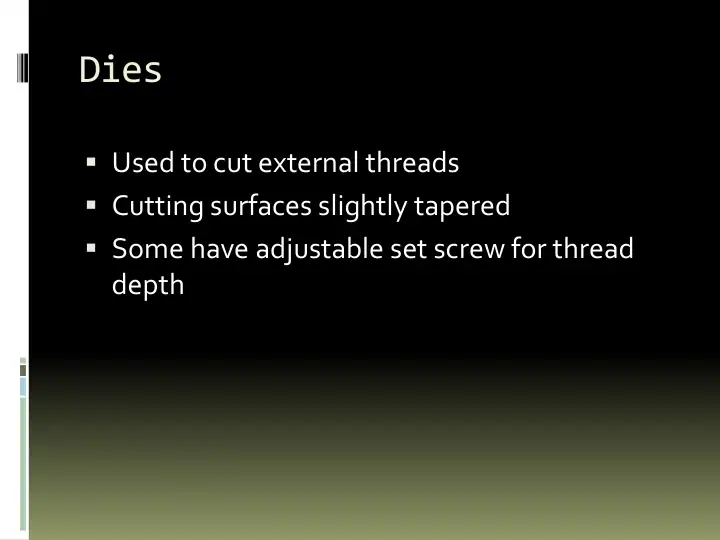 Dies
▪ Used to cut external threads
▪ Cutting surfaces slightly tapered
▪ Some have adjustable set screw for thread
depth